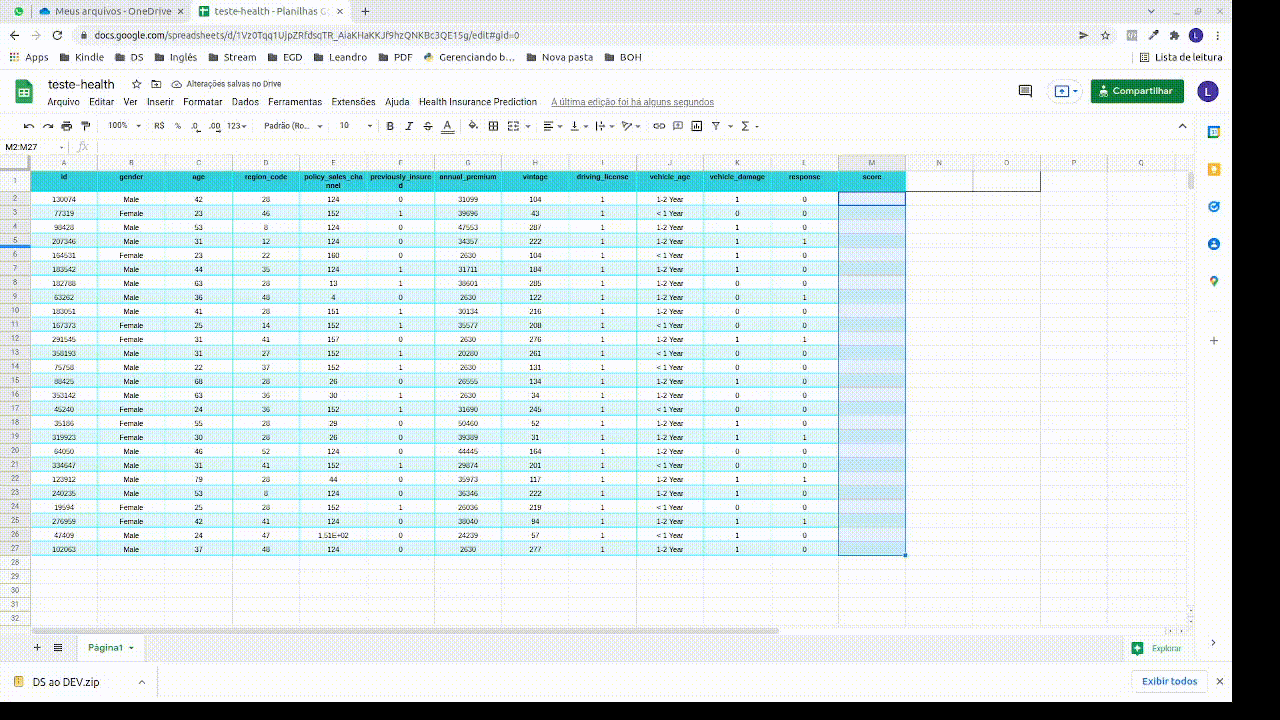 Meus arquivos - OneDrive × teste-health - Planilhas G × +
docs.google.com/spreadsheets/d/1Vz0Tqq1UjpZRfdsqTR_AiaKHaKKJf9hzQNKBc3QE1Sg/edit#gid=0
Apps Kindle DS Inglês Stream EGD Leandro PDF Gerenciando b... Nova pasta BOH Lista de leitura
teste-health Alterações salvas no Drive
Arquivo Editar Ver Inserir Formatar Dados Ferramentas Extensões Ajuda Health Insurance Prediction A última edição foi há alguns segundos Compartilhar L
100% R$ % .0 .00 123 Padrão (Ro... 10 B I S A
M2:M27 fx
A B C D E F G H I J K L M N O P Q
1 id gender age region_code policy_sales_channel previously_insured annual_premium vintage driving_license vehicle_age vehicle_damage response score
2 130074 Male 42 28 124 0 31099 104 1 1-2 Year 1 0
3 77319 Female 23 46 152 1 39696 43 1 < 1 Year 0 0
4 98428 Male 53 8 124 0 47553 287 1 1-2 Year 1 0
5 207346 Male 31 12 124 0 34357 222 1 1-2 Year 1 1
6 164531 Female 23 22 160 0 2630 104 1 < 1 Year 1 0
7 183542 Male 44 35 124 1 31711 184 1 1-2 Year 1 0
8 182788 Male 63 28 13 1 38601 285 1 1-2 Year 0 0
9 63262 Male 36 48 4 0 2630 122 1 1-2 Year 0 1
10 183051 Male 41 28 151 1 30134 216 1 1-2 Year 0 0
11 167373 Female 25 14 152 1 35577 208 1 < 1 Year 0 0
12 291545 Female 31 41 157 0 2630 276 1 1-2 Year 1 1
13 358193 Male 31 27 152 1 20280 261 1 < 1 Year 0 0
14 75758 Male 22 37 152 1 2630 131 1 < 1 Year 0 0
15 88425 Male 68 28 26 0 26555 134 1 1-2 Year 1 0
16 353142 Male 63 36 30 1 2630 34 1 1-2 Year 0 0
17 45240 Female 24 36 152 1 31690 245 1 < 1 Year 0 0
18 35186 Female 55 28 29 0 50460 52 1 1-2 Year 1 0
19 319923 Female 30 28 26 0 39389 31 1 1-2 Year 1 1
20 64050 Male 46 52 124 0 44445 164 1 1-2 Year 1 0
21 334647 Male 31 41 152 1 29874 201 1 < 1 Year 0 0
22 123912 Male 79 28 44 0 35973 117 1 1-2 Year 1 1
23 240235 Male 53 8 124 0 36346 222 1 1-2 Year 1 0
24 19594 Female 25 28 152 1 26036 219 1 < 1 Year 0 0
25 276959 Female 42 41 124 0 38040 94 1 1-2 Year 1 1
26 47409 Male 24 47 1,51E+02 0 24239 57 1 < 1 Year 1 0
27 102063 Male 37 48 124 0 2630 277 1 1-2 Year 1 0
28
29
30
31
32
+ Página1 Explorar
DS ao DEV.zip Exibir todos ×